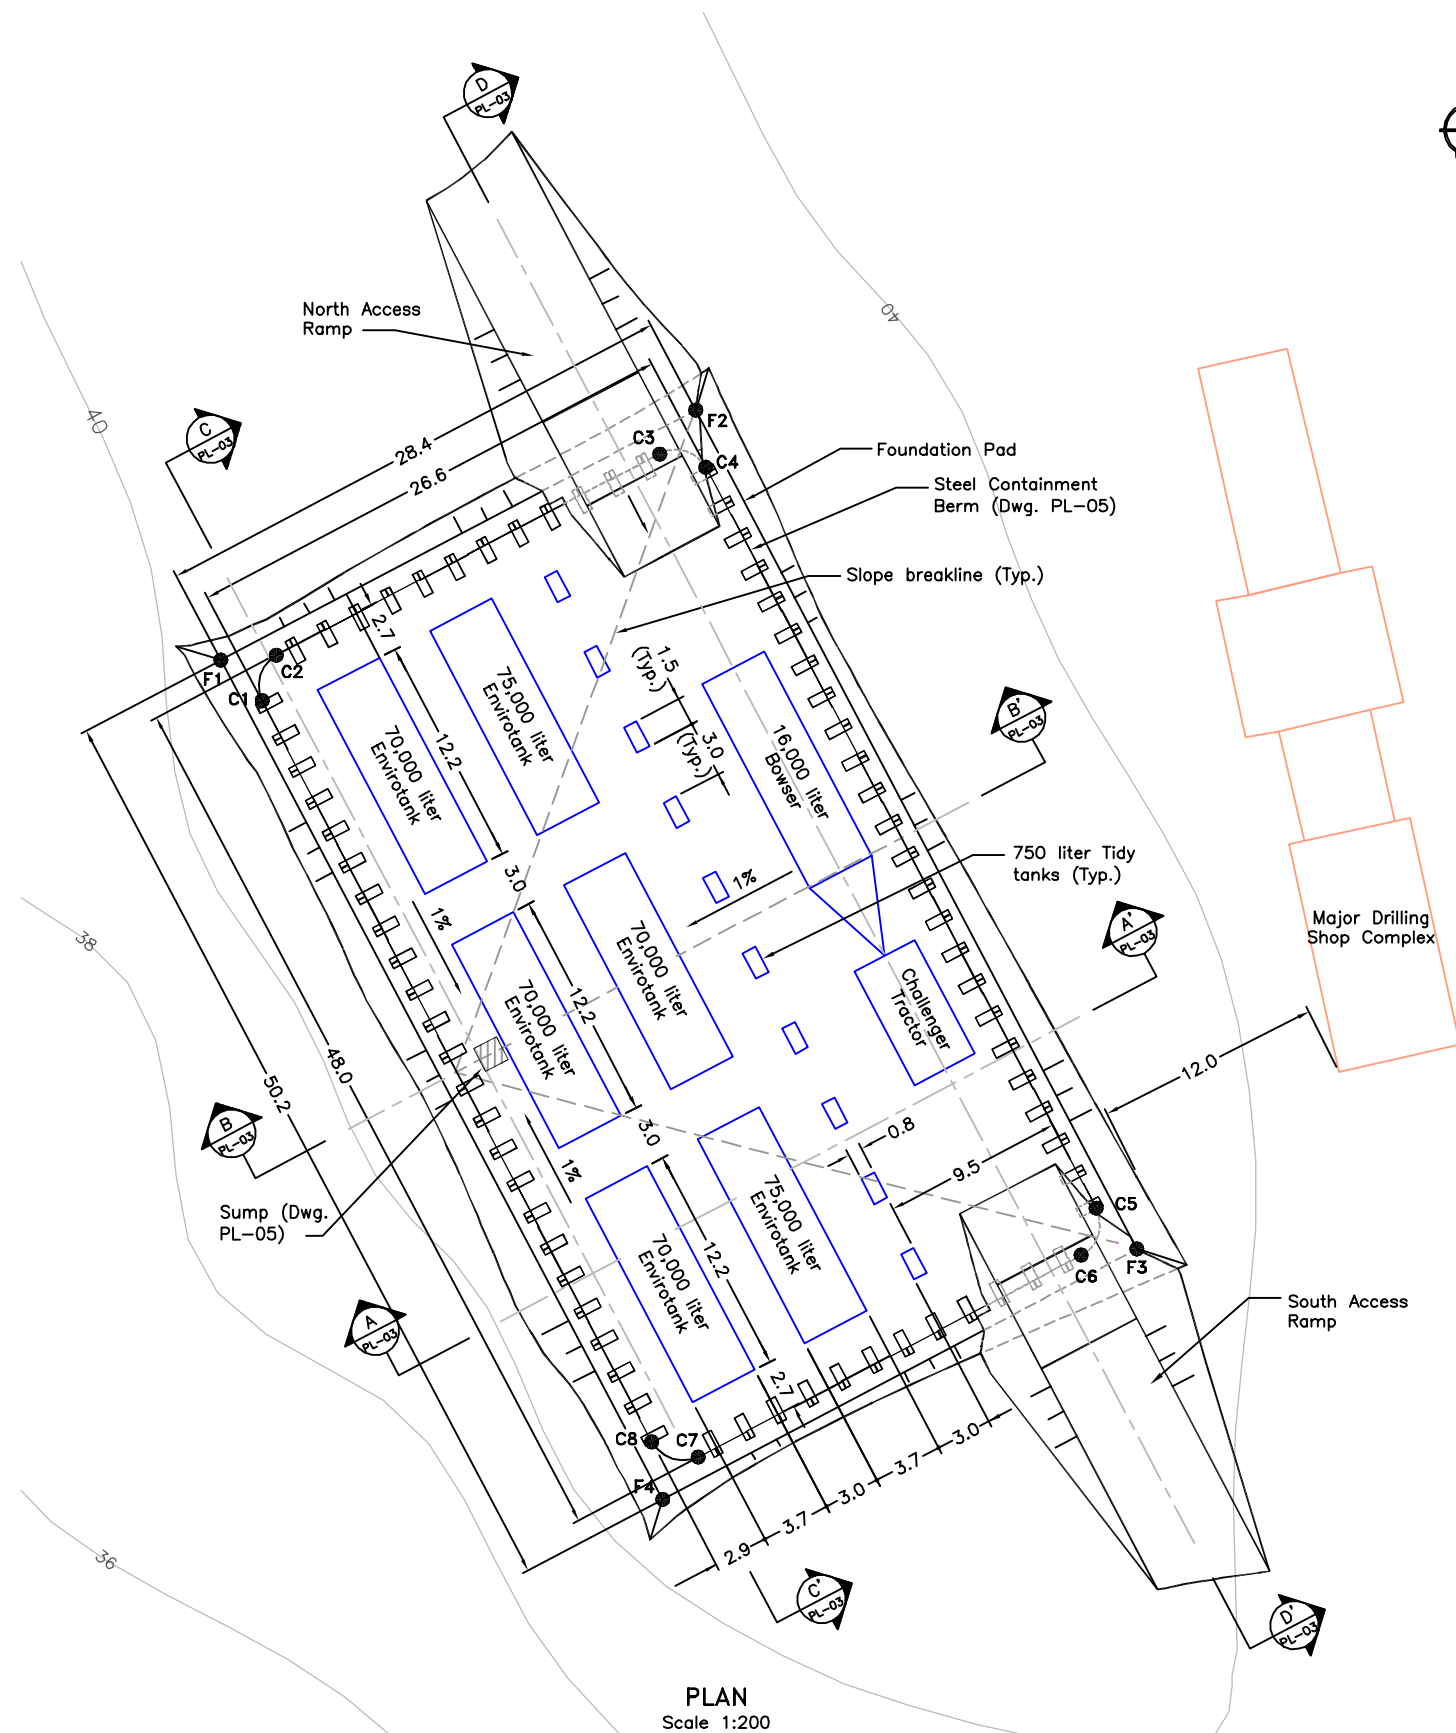 D
PL-03
North Access
Ramp
40
40
C
PL-03
28.4
26.6
F2
C3
C4
Foundation Pad
Steel Containment
Berm (Dwg. PL-05)
Slope breakline (Typ.)
F1
C2
C1
2.7
1.5
(Typ.)
3.0
(Typ.)
75,000 liter
Envirotank
70,000 liter
Envirotank
12.2
16,000 liter
Bowser
B'
PL-03
750 liter Tidy
tanks (Typ.)
3.0
1%
1%
A'
PL-03
Major Drilling
Shop Complex
38
70,000 liter
Envirotank
70,000 liter
Envirotank
12.2
Challenger
Tractor
48.0
50.2
12.0
B
PL-03
3.0
0.8
9.5
1%
Sump (Dwg.
PL-05)
75,000 liter
Envirotank
70,000 liter
Envirotank
12.2
C5
C6
F3
A
PL-03
South Access
Ramp
2.7
C8
C7
F4
3.0
3.7
3.0
3.7
2.9
36
C'
PL-03
D'
PL-03
PLAN
Scale 1:200